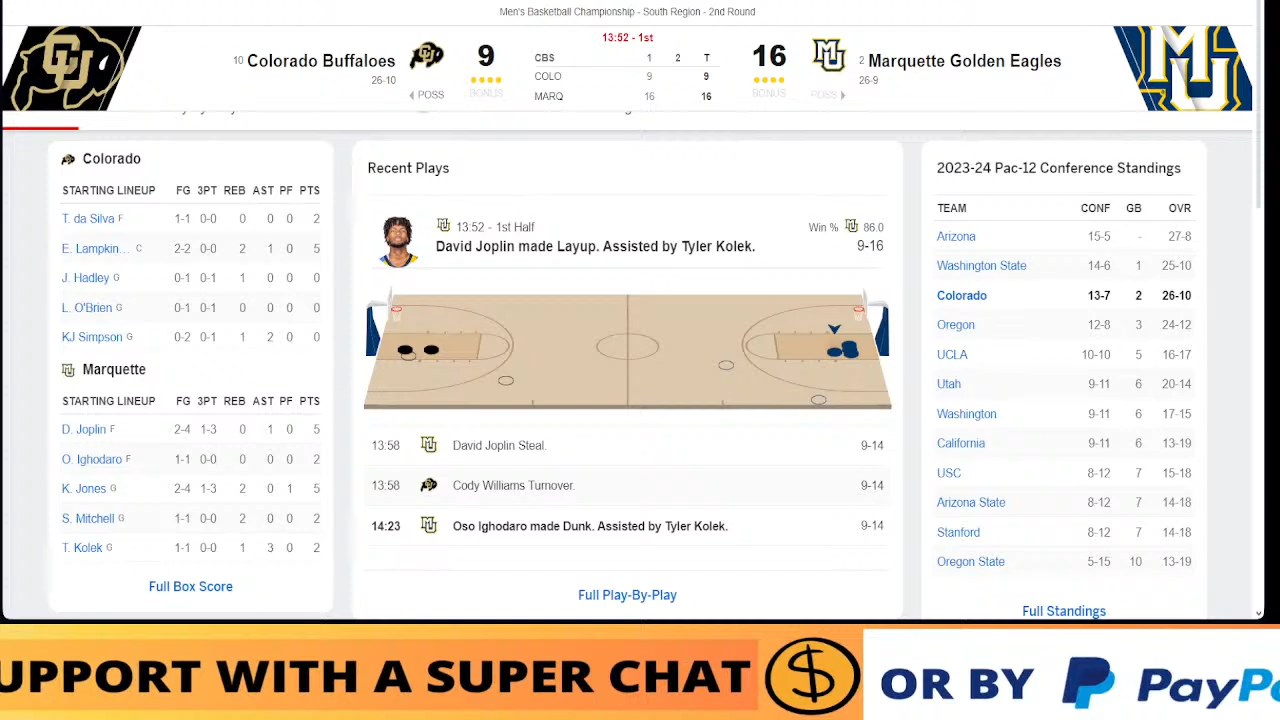 Men's Basketball Championship - South Region - 2nd Round
10 Colorado Buffaloes
26-10
9
BONUS
POSS
13:52 - 1st
CBS 1 2 T
COLO 9 9
MARQ 16 16
16
BONUS
POSS
2 Marquette Golden Eagles
26-9
Colorado
STARTING LINEUP FG 3PT REB AST PF PTS
T. da Silva F 1-1 0-0 0 0 0 2
E. Lampkin... C 2-2 0-0 2 1 0 5
J. Hadley G 0-1 0-1 1 0 0 0
L. O'Brien G 0-1 0-1 0 0 0 0
KJ Simpson G 0-2 0-1 1 2 0 0
Marquette
STARTING LINEUP FG 3PT REB AST PF PTS
D. Joplin F 2-4 1-3 0 1 0 5
O. Ighodaro F 1-1 0-0 0 0 0 2
K. Jones G 2-4 1-3 2 0 1 5
S. Mitchell G 1-1 0-0 2 0 0 2
T. Kolek G 1-1 0-0 1 3 0 2
Full Box Score
Recent Plays
13:52 - 1st Half Win % 86.0
David Joplin made Layup. Assisted by Tyler Kolek. 9-16
13:58 David Joplin Steal. 9-14
13:58 Cody Williams Turnover. 9-14
14:23 Oso Ighodaro made Dunk. Assisted by Tyler Kolek. 9-14
Full Play-By-Play
2023-24 Pac-12 Conference Standings
TEAM CONF GB OVR
Arizona 15-5 - 27-8
Washington State 14-6 1 25-10
Colorado 13-7 2 26-10
Oregon 12-8 3 24-12
UCLA 10-10 5 16-17
Utah 9-11 6 20-14
Washington 9-11 6 17-15
California 9-11 6 13-19
USC 8-12 7 15-18
Arizona State 8-12 7 14-18
Stanford 8-12 7 14-18
Oregon State 5-15 10 13-19
Full Standings
UPPORT WITH A SUPER CHAT $ OR BY PayP